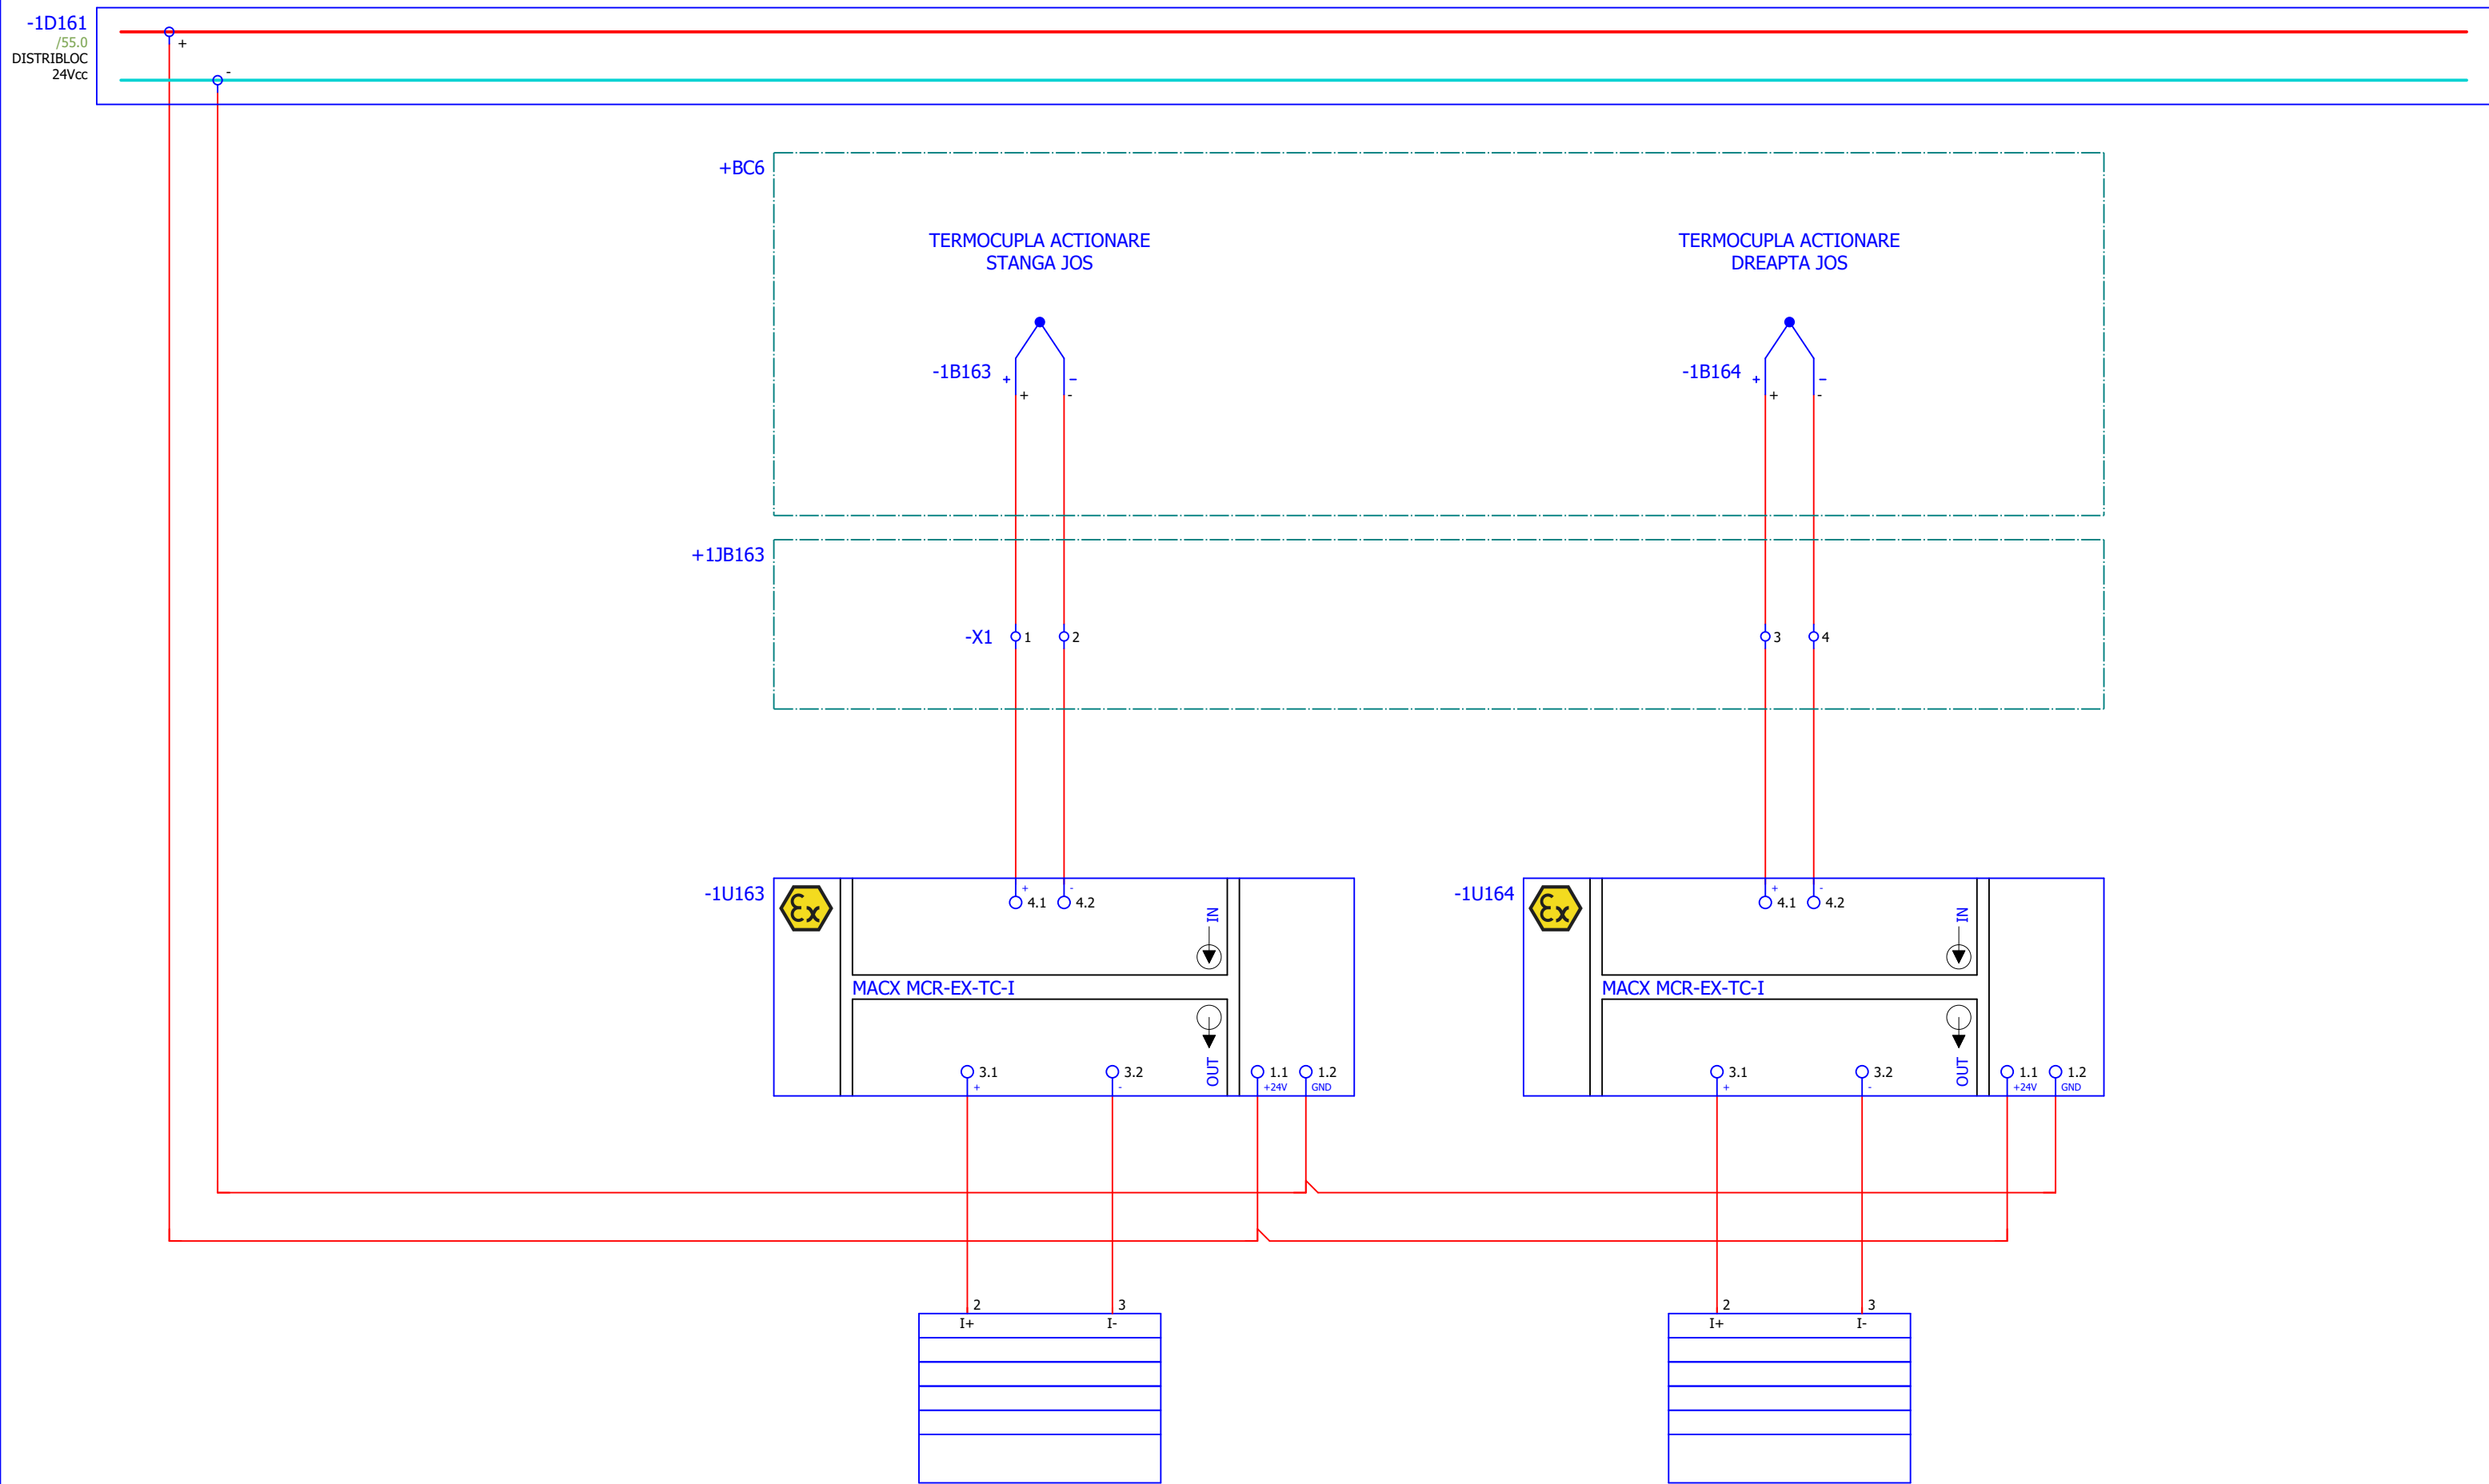 -1D161
/55.0
DISTRIBLOC
24Vcc
+
-
+BC6
TERMOCUPLA ACTIONARE
STANGA JOS
TERMOCUPLA ACTIONARE
DREAPTA JOS
-1B163 + −
+ -
-1B164 + −
+ -
+1JB163
-X1 1 2 3 4
-1U163
Ex
+ -
4.1 4.2
IN
MACX MCR-EX-TC-I
OUT
3.1 3.2 1.1 1.2
+ - +24V GND
-1U164
Ex
+ -
4.1 4.2
IN
MACX MCR-EX-TC-I
OUT
3.1 3.2 1.1 1.2
+ - +24V GND
2 3
I+ I-
2 3
I+ I-